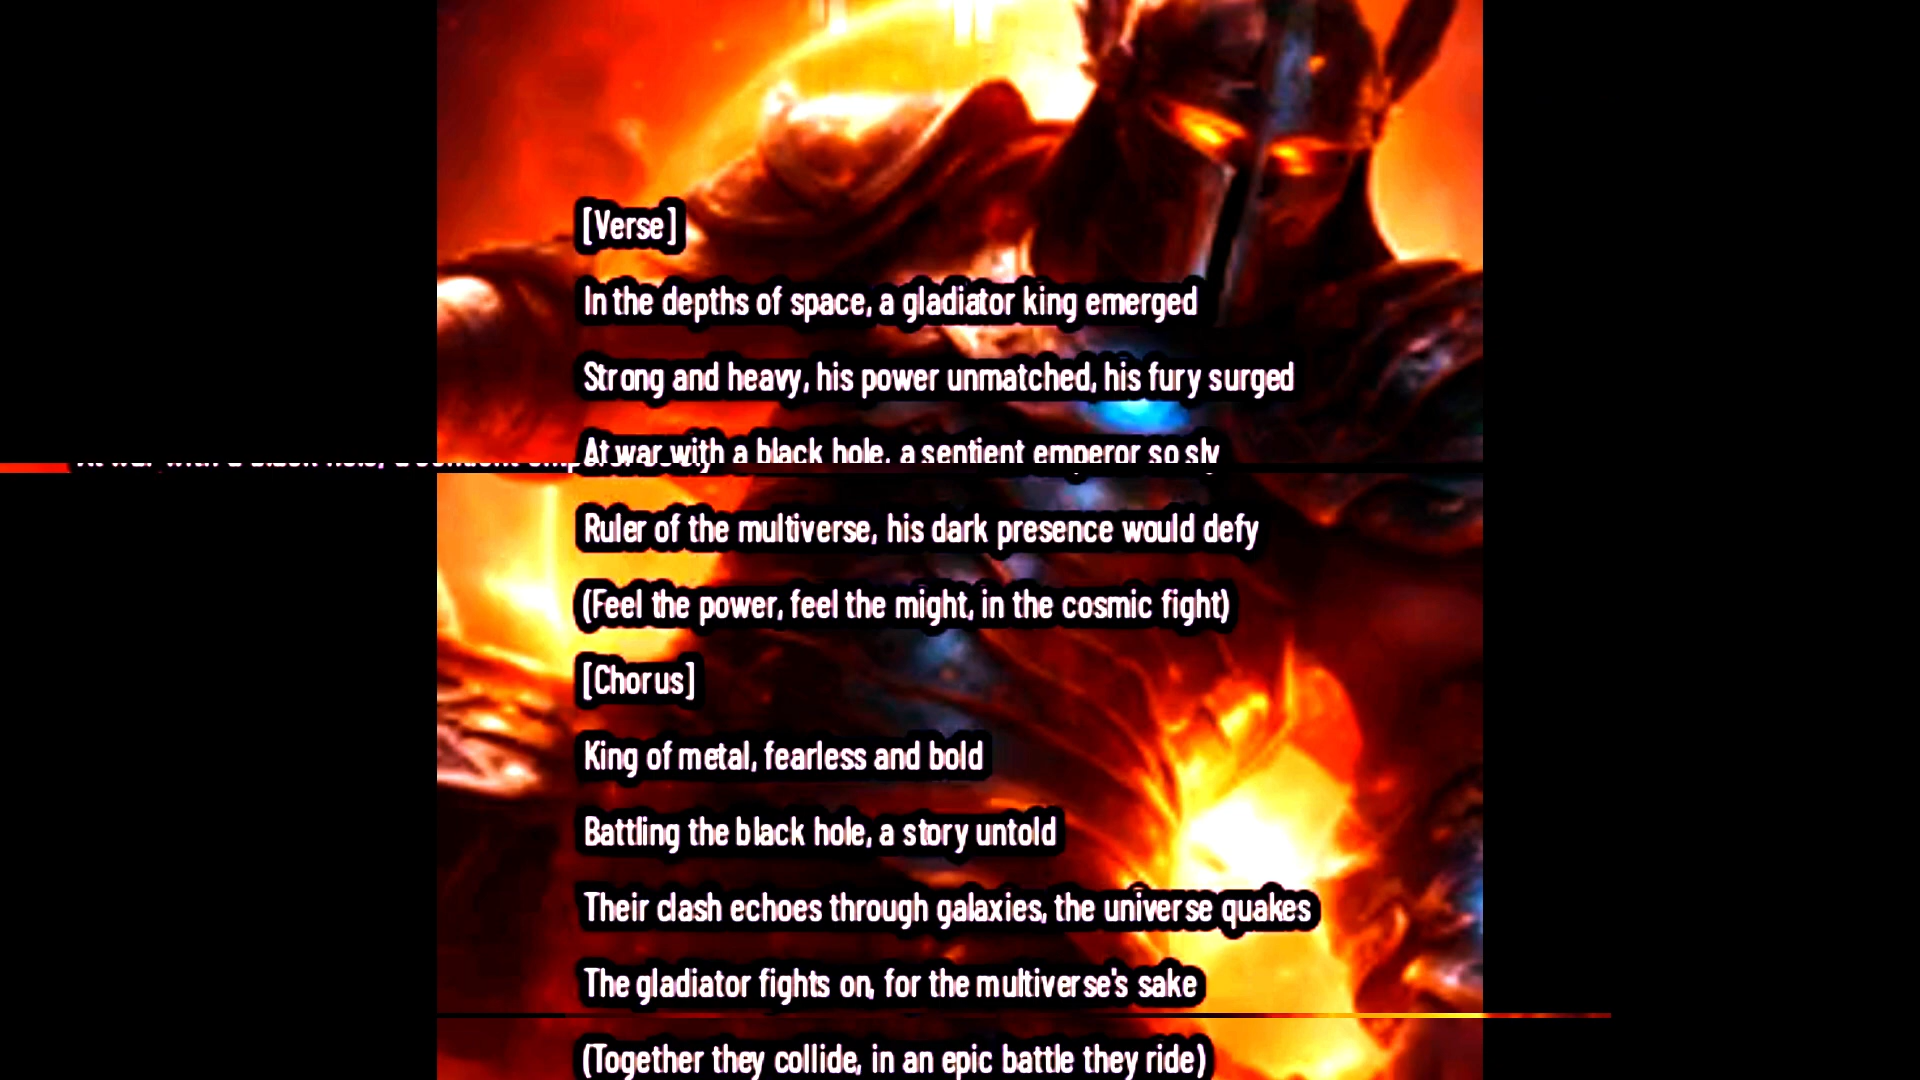 [Verse]
In the depths of space, a gladiator king emerged
Strong and heavy, his power unmatched, his fury surged
At war with a black hole, a sentient emperor so sly
Ruler of the multiverse, his dark presence would defy
(Feel the power, feel the might, in the cosmic fight)
[Chorus]
King of metal, fearless and bold
Battling the black hole, a story untold
Their clash echoes through galaxies, the universe quakes
The gladiator fights on, for the multiverse's sake
(Together they collide, in an epic battle they ride)